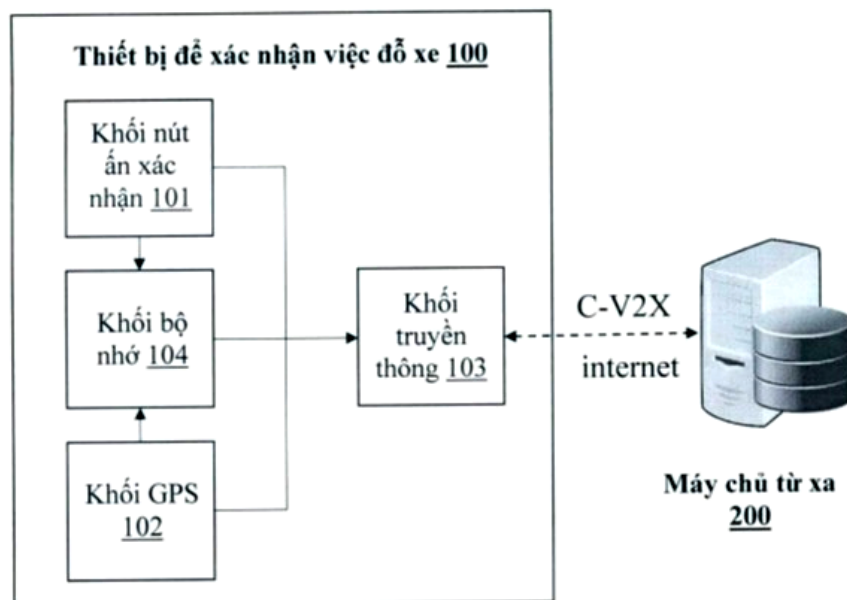 Thiết bị để xác nhận việc đỗ xe 100
Khối nút
ấn xác
nhận 101
Khối bộ
nhớ 104
Khối GPS
102
Khối
truyền
thông 103
C-V2X
internet
Máy chủ từ xa
200